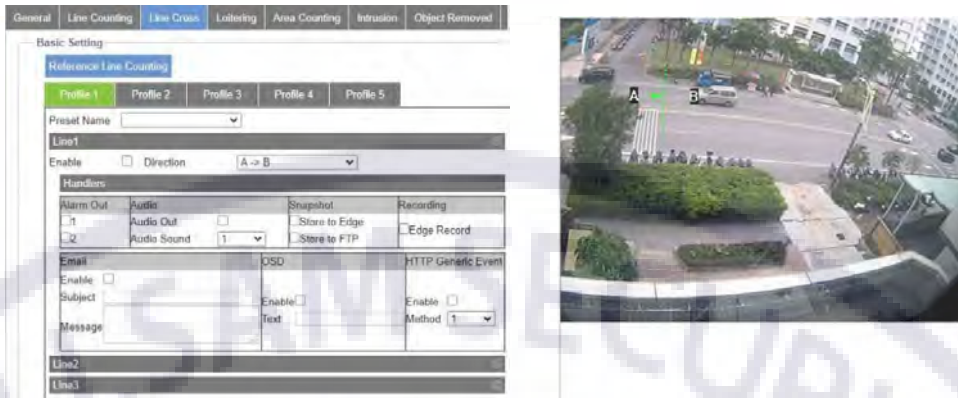 General Line Counting Line Cross Loitering Area Counting Intrusion Object Removed
Basic Setting
Reference Line Counting
Profile 1 Profile 2 Profile 3 Profile 4 Profile 5
Preset Name
Line1
Enable Direction A -> B
Handlers
Alarm Out Audio Snapshot Recording
1 Audio Out Store to Edge
Edge Record
2 Audio Sound 1 Store to FTP
Email OSD HTTP Generic Event
Enable
Subject Enable Enable
Message Text Method 1
Line2
Line3
A B